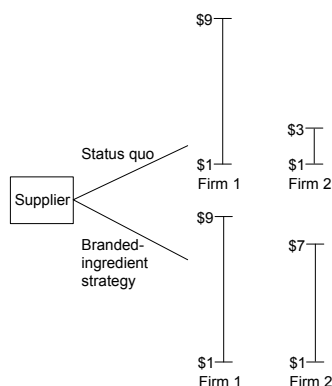 $9
$3
Status quo
$1
$1
Firm 1
Firm 2
Supplier
$9
Branded-
ingredient
strategy
$7
$1
$1
Firm 1
Firm 2